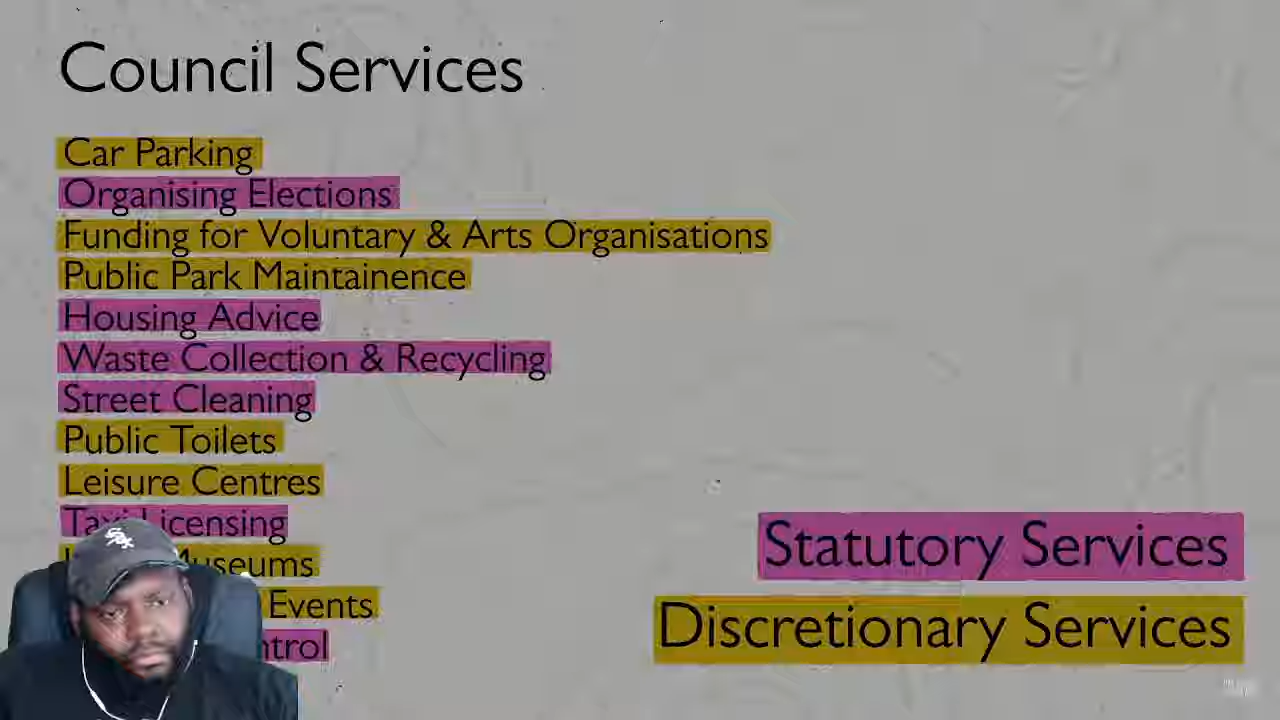 Council Services
Car Parking
Organising Elections
Funding for Voluntary & Arts Organisations
Public Park Maintainence
Housing Advice
Waste Collection & Recycling
Street Cleaning
Public Toilets
Leisure Centres
Taxi Licensing
Museums
Events
Statutory Services
Discretionary Services